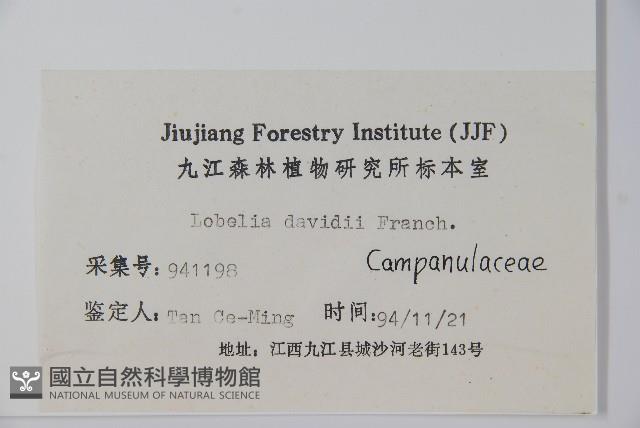 Jiujiang Forestry Institute (JJF)
九江森林植物研究所标本室
Lobelia davidii Franch.
采集号: 941198 Campanulaceae
鉴定人: Tan Ce-Ming 时间: 94/11/21
地址: 江西九江县城沙河老街143号
國立自然科學博物館
NATIONAL MUSEUM OF NATURAL SCIENCE